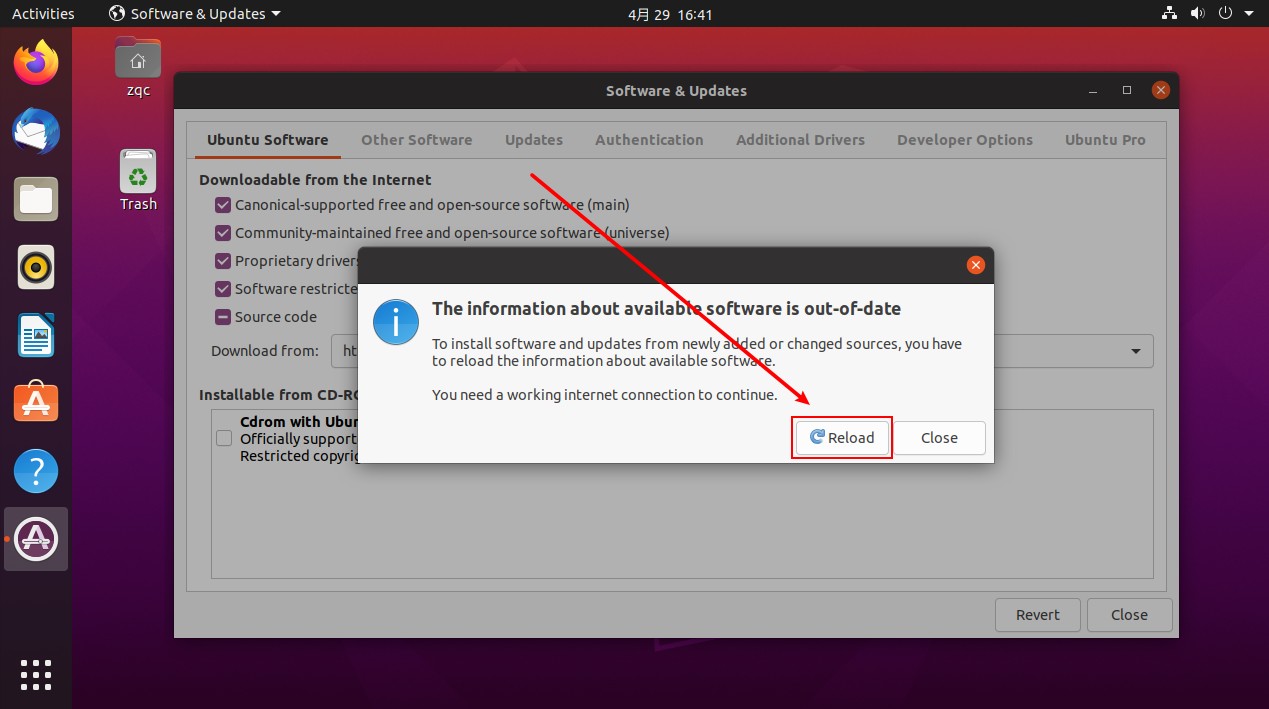 Activities Software & Updates 4月 29 16:41
zqc
Trash
Software & Updates
Ubuntu Software Other Software Updates Authentication Additional Drivers Developer Options Ubuntu Pro
Downloadable from the Internet
Canonical-supported free and open-source software (main)
Community-maintained free and open-source software (universe)
Proprietary drivers
Software restricte
Source code
Download from: ht
Installable from CD-RO
Cdrom with Ubun
Officially support
Restricted copyrig
The information about available software is out-of-date
To install software and updates from newly added or changed sources, you have
to reload the information about available software.
You need a working internet connection to continue.
Reload Close
Revert Close